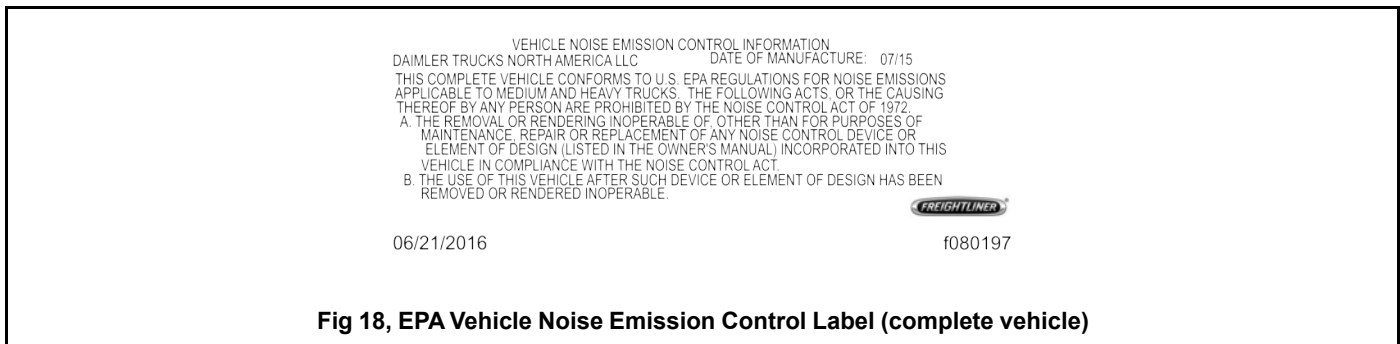 VEHICLE NOISE EMISSION CONTROL INFORMATION
DAIMLER TRUCKS NORTH AMERICA LLC DATE OF MANUFACTURE: 07/15
THIS COMPLETE VEHICLE CONFORMS TO U.S. EPA REGULATIONS FOR NOISE EMISSIONS
APPLICABLE TO MEDIUM AND HEAVY TRUCKS. THE FOLLOWING ACTS, OR THE CAUSING
THEREOF BY ANY PERSON ARE PROHIBITED BY THE NOISE CONTROL ACT OF 1972.
A. THE REMOVAL OR RENDERING INOPERABLE OF, OTHER THAN FOR PURPOSES OF
MAINTENANCE, REPAIR OR REPLACEMENT OF ANY NOISE CONTROL DEVICE OR
ELEMENT OF DESIGN (LISTED IN THE OWNER'S MANUAL) INCORPORATED INTO THIS
VEHICLE IN COMPLIANCE WITH THE NOISE CONTROL ACT.
B. THE USE OF THIS VEHICLE AFTER SUCH DEVICE OR ELEMENT OF DESIGN HAS BEEN
REMOVED OR RENDERED INOPERABLE.
FREIGHTLINER
06/21/2016 f080197
Fig 18, EPA Vehicle Noise Emission Control Label (complete vehicle)